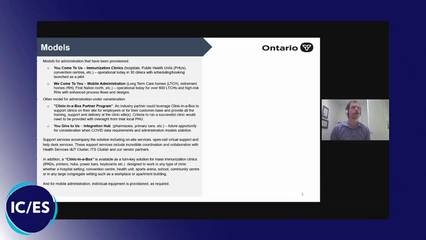 Models
Ontario
Models for administration that have been provisioned:
You Come To Us – Immunization Clinics (hospitals, Public Health Units (PHUs),
convention centres, etc.) – operational today in 30 clinics with scheduling/booking
launched as a pilot
We Come To You – Mobile Administration (Long Term Care homes (LTCH), retirement
homes (RH), First Nation north, etc.) – operational today for over 600 LTCHs and high-risk
RHs with enhanced process flows and designs
Other model for administration under consideration:
"Clinic-in-a-Box Partner Program". An industry partner could leverage Clinic-in-a-Box to
support clinics on their site for employees or for their customer base and provide all the
training, support and delivery at the clinic site(s). Criteria to run a successful clinic would
need to be provided with oversight from their local PHU.
You Give to Us – Integration Hub (pharmacies, primary care, etc.) – future opportunity
for consideration when COVID data requirements and administration models stabilize.
Support services accompany the solution including on-site services, open-call virtual support and
help desk services. These support services include incredible coordination and collaboration with
Health Services I&IT Cluster, ITS Cluster and our vendor partners.
In addition, a "Clinic-in-a-Box" is available as a turn-key solution for mass immunization clinics
(iPADs, printers, hubs, power bars, keyboards etc.) designed to work in any type of clinic
whether a hospital setting, convention centre, health unit, sports arena, school, community centre
or in any large congregate setting such as a workplace or apartment building.
And for mobile administration, individual equipment is provisioned, as required.
IC/ES
IC/ES